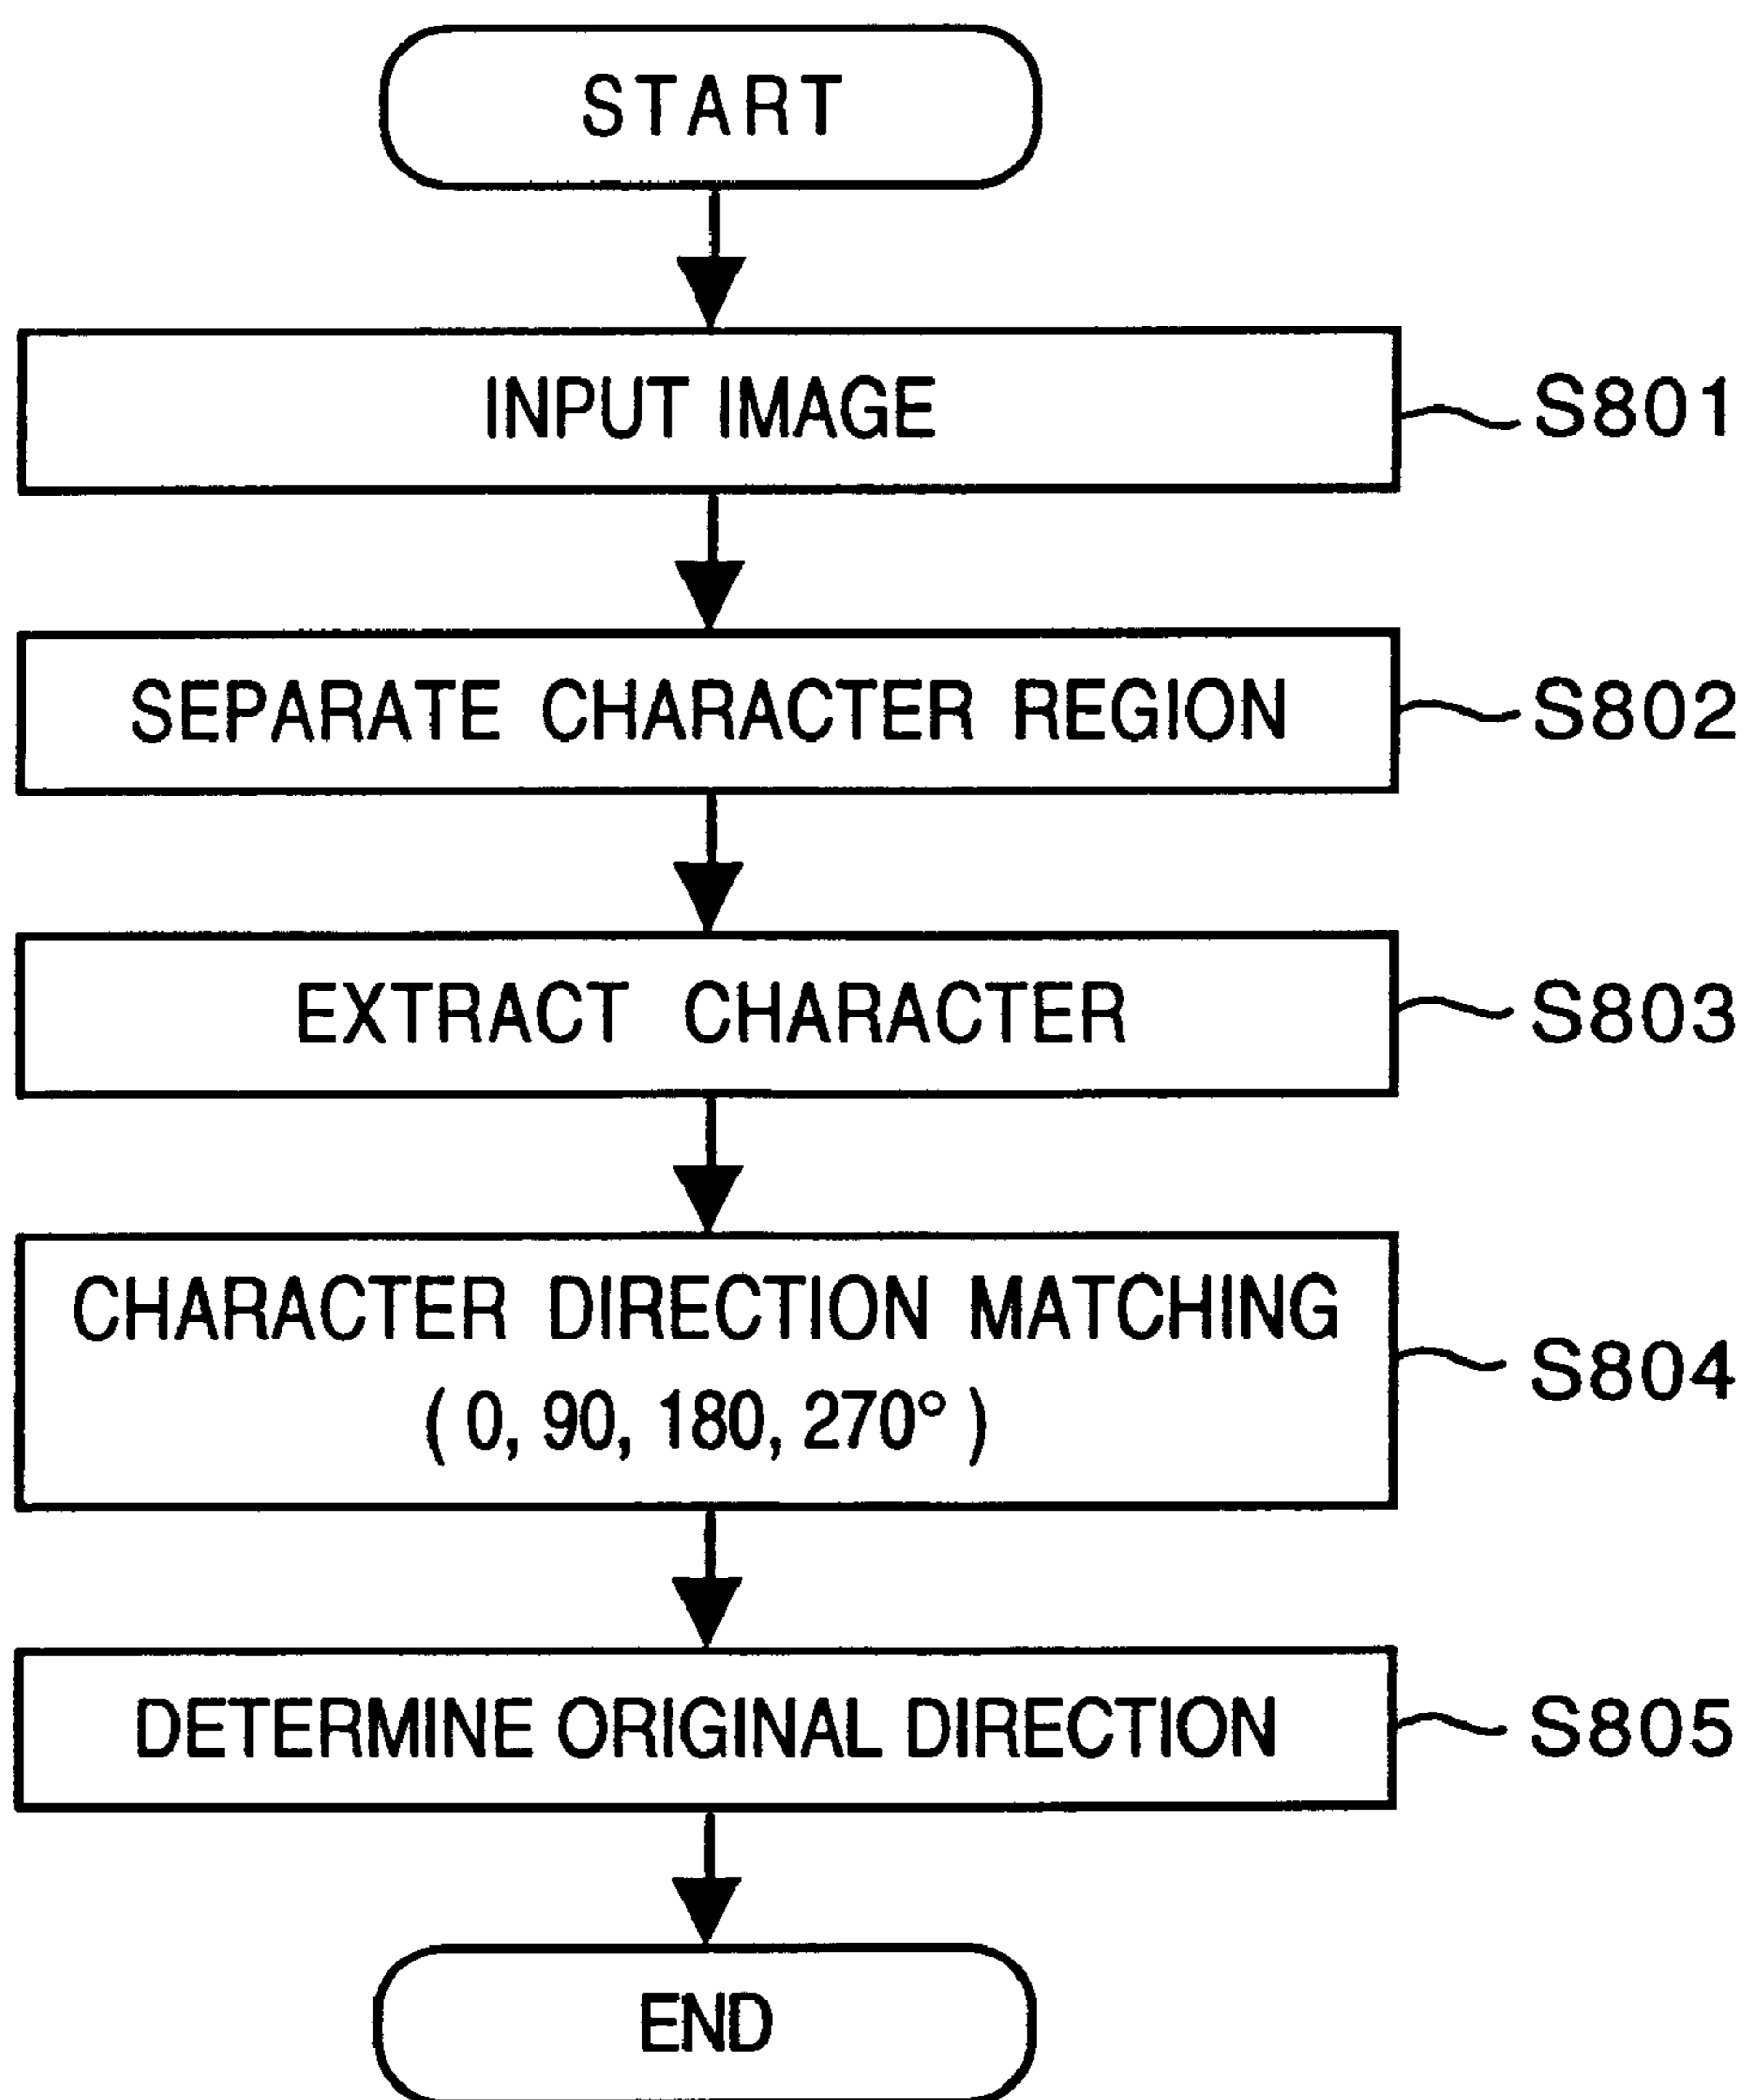 START
INPUT IMAGE
S801
SEPARATE CHARACTER REGION
S802
EXTRACT CHARACTER
S803
CHARACTER DIRECTION MATCHING
( 0, 90, 180, 270° )
S804
DETERMINE ORIGINAL DIRECTION
S805
END